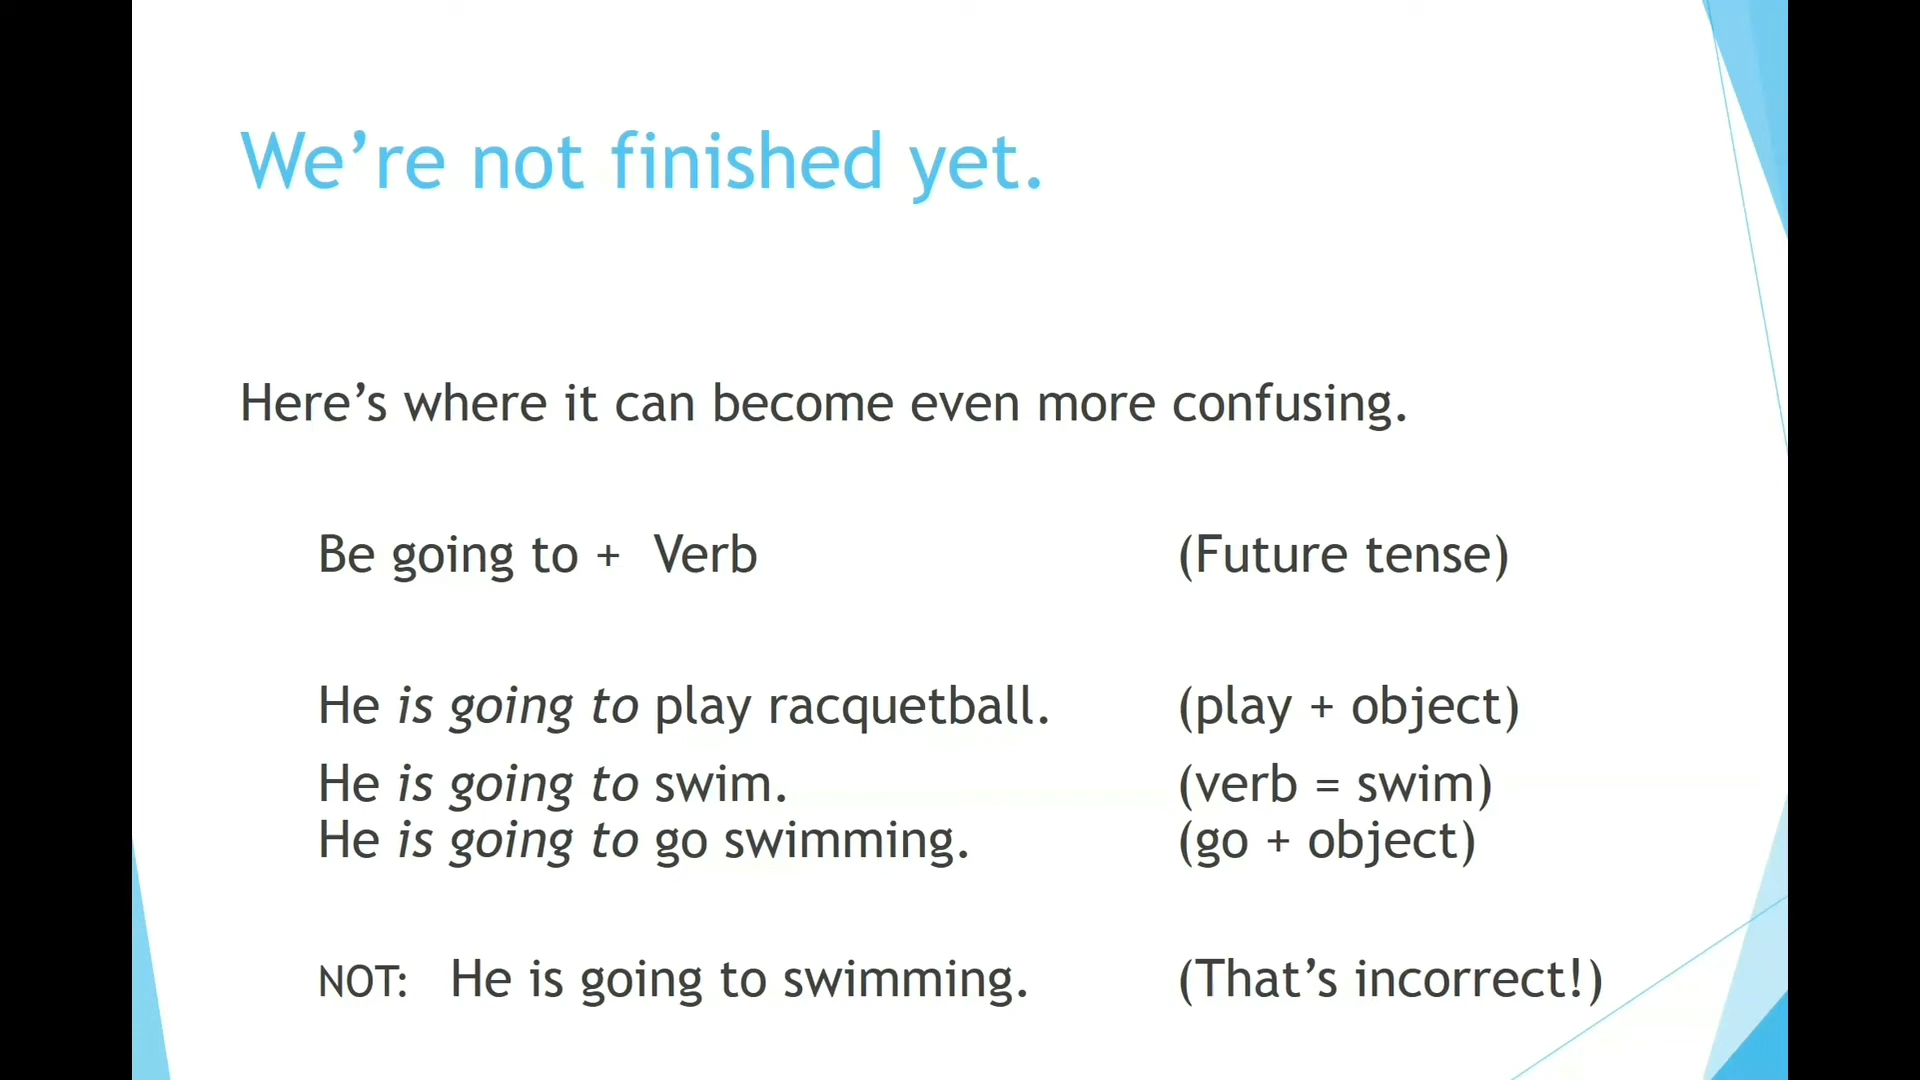 We’re not finished yet.
Here’s where it can become even more confusing.
Be going to + Verb (Future tense)
He is going to play racquetball. (play + object)
He is going to swim. (verb = swim)
He is going to go swimming. (go + object)
NOT: He is going to swimming. (That’s incorrect!)